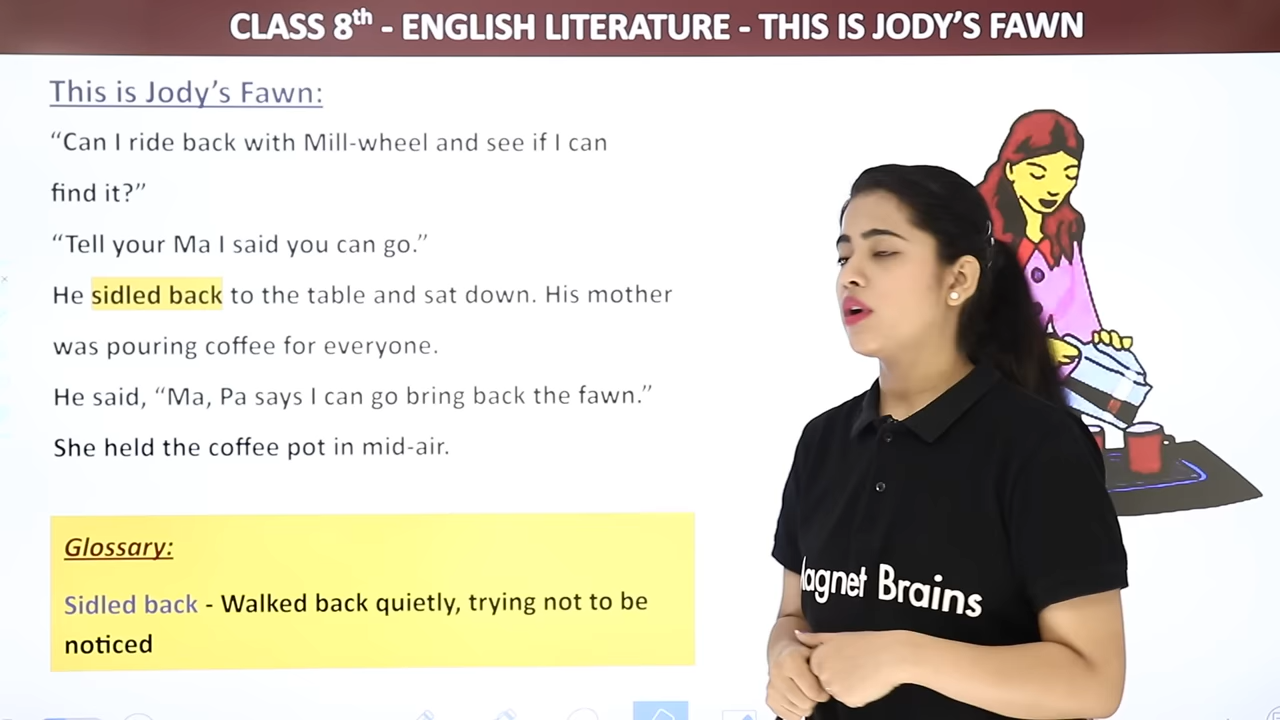 CLASS 8th - ENGLISH LITERATURE - THIS IS JODY'S FAWN
This is Jody's Fawn:
“Can I ride back with Mill-wheel and see if I can
find it?”
“Tell your Ma I said you can go.”
He sidled back to the table and sat down. His mother
was pouring coffee for everyone.
He said, “Ma, Pa says I can go bring back the fawn.”
She held the coffee pot in mid-air.
Glossary:
Sidled back - Walked back quietly, trying not to be
noticed
Brains